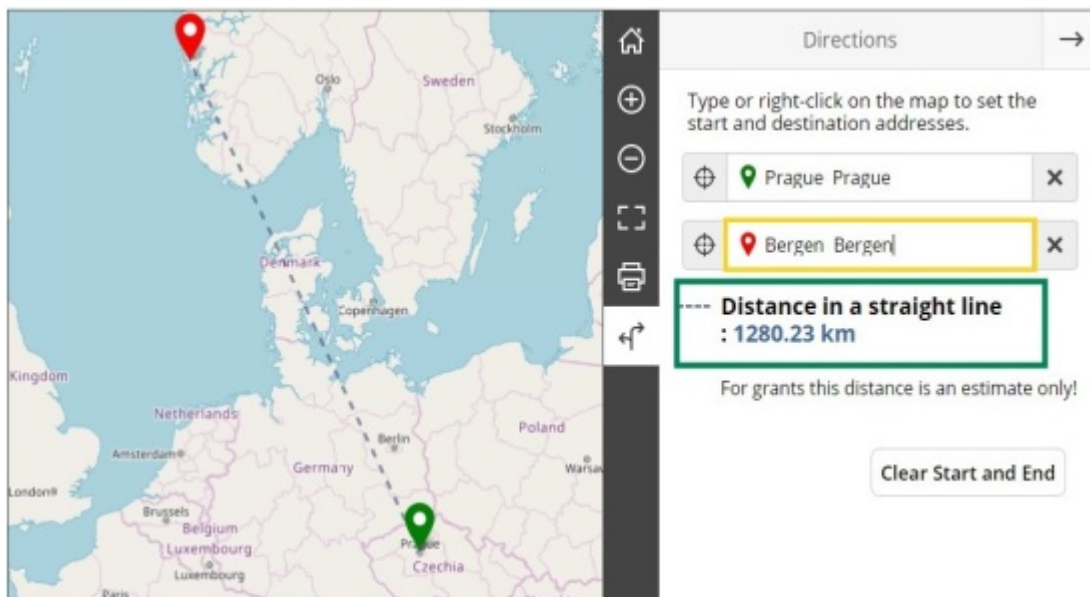 Oslo
Sweden
Stockholm
Denmark
Copenhagen
Kingdom
Netherlands
Berlin
Poland
Amsterdam
Germany
London
Brussels
Belgium
Luxembourg
Luxembourg
Prague
Czechia
Paris
Directions
Type or right-click on the map to set the
start and destination addresses.
Prague Prague
Bergen Bergen
Distance in a straight line
: 1280.23 km
For grants this distance is an estimate only!
Clear Start and End